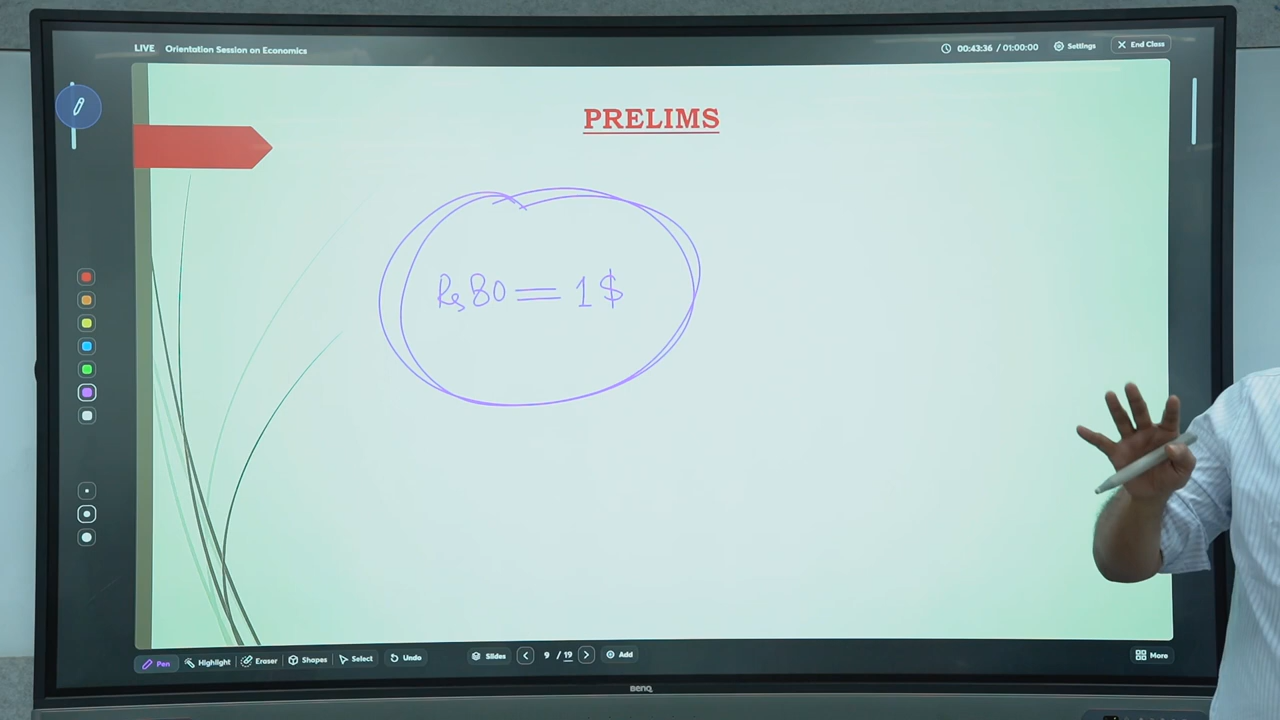 LIVE Orientation Session on Economics
00:43:36 / 01:00:00 Settings X End Class
PRELIMS
Rs 80 = 1 $
Pen Highlight Eraser Shapes Select Undo Slides < 9 / 19 > Add More
BenQ